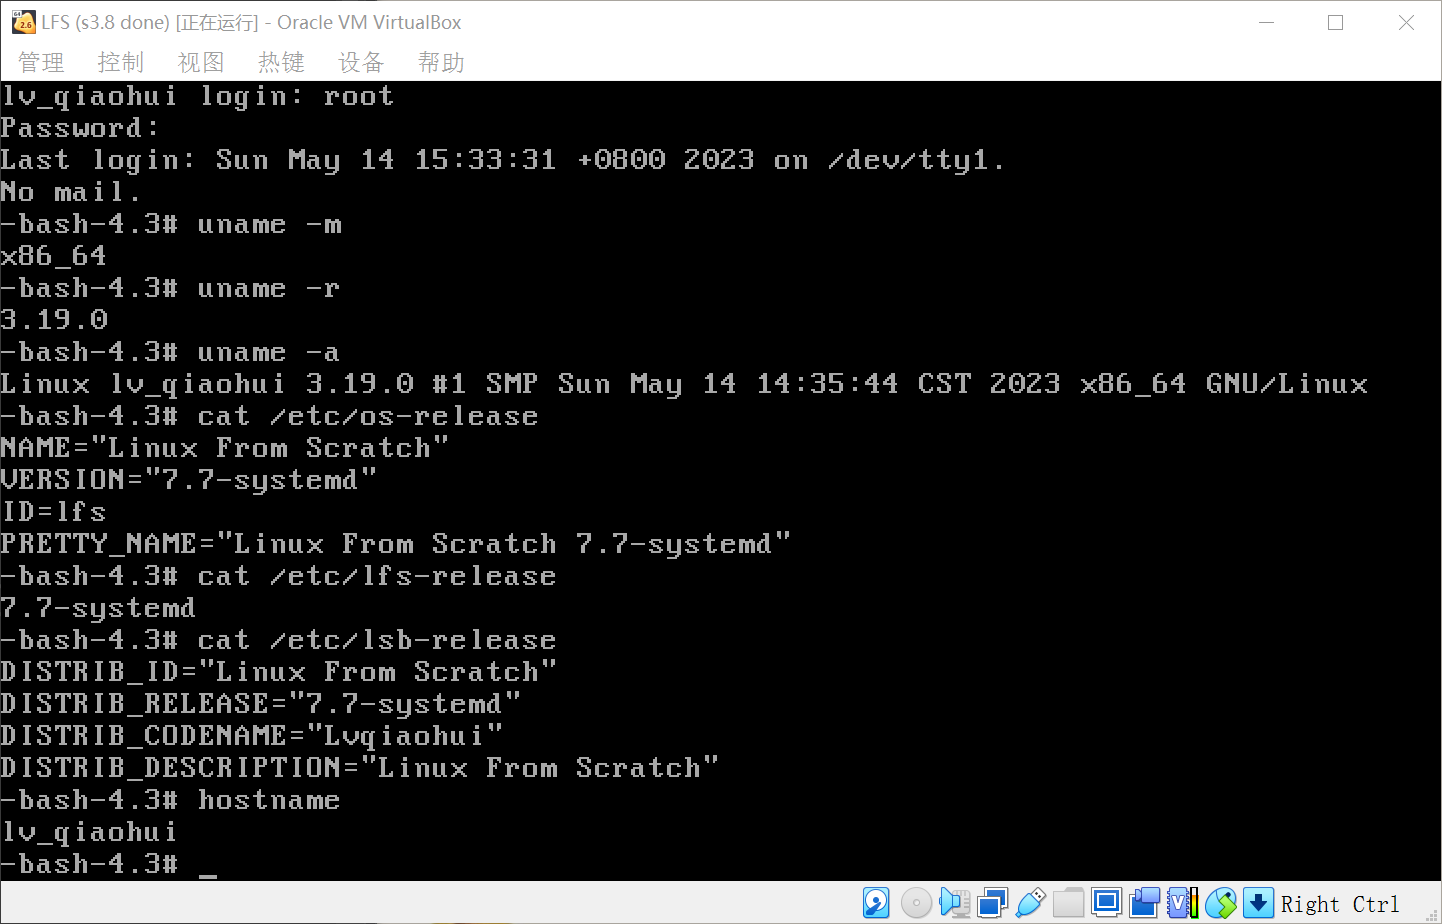 LFS (s3.8 done) [正在运行] - Oracle VM VirtualBox
管理 控制 视图 热键 设备 帮助
lv_qiaohui login: root
Password:
Last login: Sun May 14 15:33:31 +0800 2023 on /dev/tty1.
No mail.
-bash-4.3# uname -m
x86_64
-bash-4.3# uname -r
3.19.0
-bash-4.3# uname -a
Linux lv_qiaohui 3.19.0 #1 SMP Sun May 14 14:35:44 CST 2023 x86_64 GNU/Linux
-bash-4.3# cat /etc/os-release
NAME="Linux From Scratch"
VERSION="7.7-systemd"
ID=lfs
PRETTY_NAME="Linux From Scratch 7.7-systemd"
-bash-4.3# cat /etc/lfs-release
7.7-systemd
-bash-4.3# cat /etc/lsb-release
DISTRIB_ID="Linux From Scratch"
DISTRIB_RELEASE="7.7-systemd"
DISTRIB_CODENAME="Lvqiaohui"
DISTRIB_DESCRIPTION="Linux From Scratch"
-bash-4.3# hostname
lv_qiaohui
-bash-4.3# _
Right Ctrl